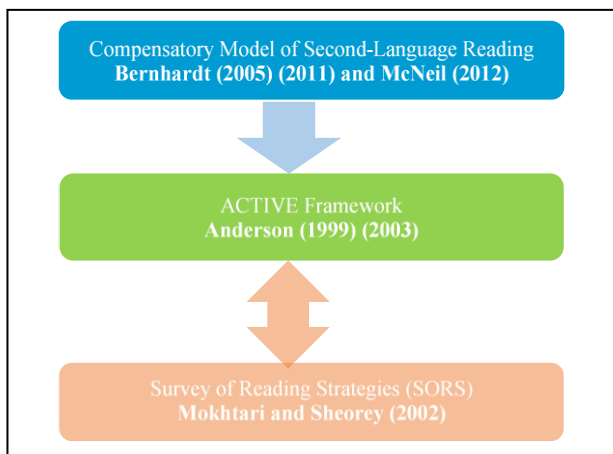 Compensatory Model of Second-Language Reading
Bernhardt (2005) (2011) and McNeil (2012)
ACTIVE Framework
Anderson (1999) (2003)
Survey of Reading Strategies (SORS)
Mokhtari and Sheorey (2002)